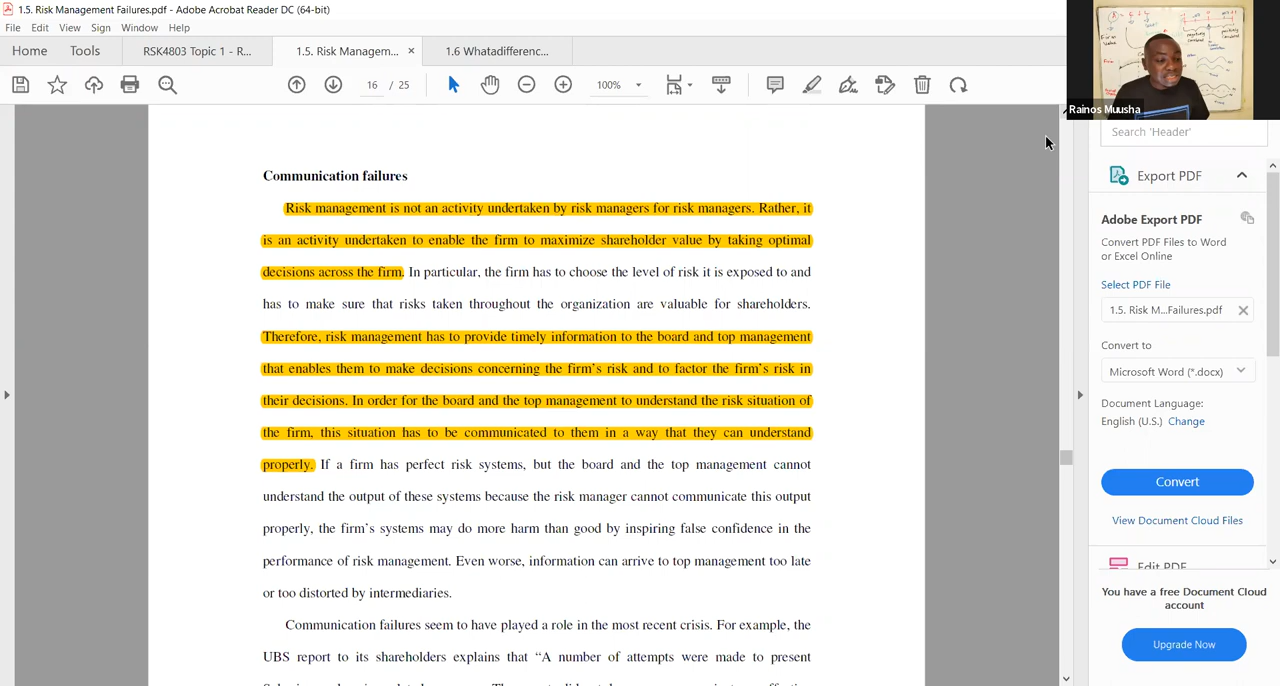 1.5. Risk Management Failures.pdf - Adobe Acrobat Reader DC (64-bit)
File Edit View Sign Window Help
Home Tools RSK4803 Topic 1 - R... 1.5. Risk Managem... × 1.6 Whatadifferenc...
16 / 25 100%
Rainos Muusha
Search 'Header'
Export PDF
Adobe Export PDF
Convert PDF Files to Word
or Excel Online
Select PDF File
1.5. Risk M...Failures.pdf
Convert to
Microsoft Word (*.docx)
Document Language:
English (U.S.) Change
Convert
View Document Cloud Files
Edit PDF
You have a free Document Cloud
account
Upgrade Now
Communication failures
Risk management is not an activity undertaken by risk managers for risk managers. Rather, it
is an activity undertaken to enable the firm to maximize shareholder value by taking optimal
decisions across the firm. In particular, the firm has to choose the level of risk it is exposed to and
has to make sure that risks taken throughout the organization are valuable for shareholders.
Therefore, risk management has to provide timely information to the board and top management
that enables them to make decisions concerning the firm's risk and to factor the firm's risk in
their decisions. In order for the board and the top management to understand the risk situation of
the firm, this situation has to be communicated to them in a way that they can understand
properly. If a firm has perfect risk systems, but the board and the top management cannot
understand the output of these systems because the risk manager cannot communicate this output
properly, the firm's systems may do more harm than good by inspiring false confidence in the
performance of risk management. Even worse, information can arrive to top management too late
or too distorted by intermediaries.
Communication failures seem to have played a role in the most recent crisis. For example, the
UBS report to its shareholders explains that “A number of attempts were made to present